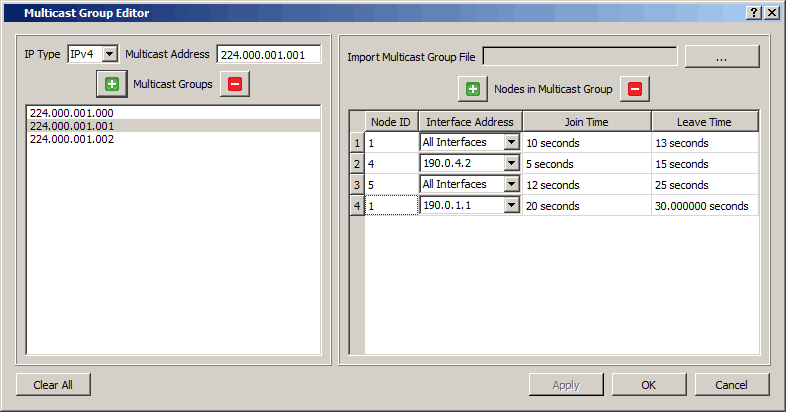 Multicast Group Editor
IP Type IPv4 Multicast Address 224.000.001.001
Multicast Groups
224.000.001.000
224.000.001.001
224.000.001.002
Import Multicast Group File ...
Nodes in Multicast Group
Node ID Interface Address Join Time Leave Time
1 1 All Interfaces 10 seconds 13 seconds
2 4 190.0.4.2 5 seconds 15 seconds
3 5 All Interfaces 12 seconds 25 seconds
4 1 190.0.1.1 20 seconds 30.000000 seconds
Clear All Apply OK Cancel